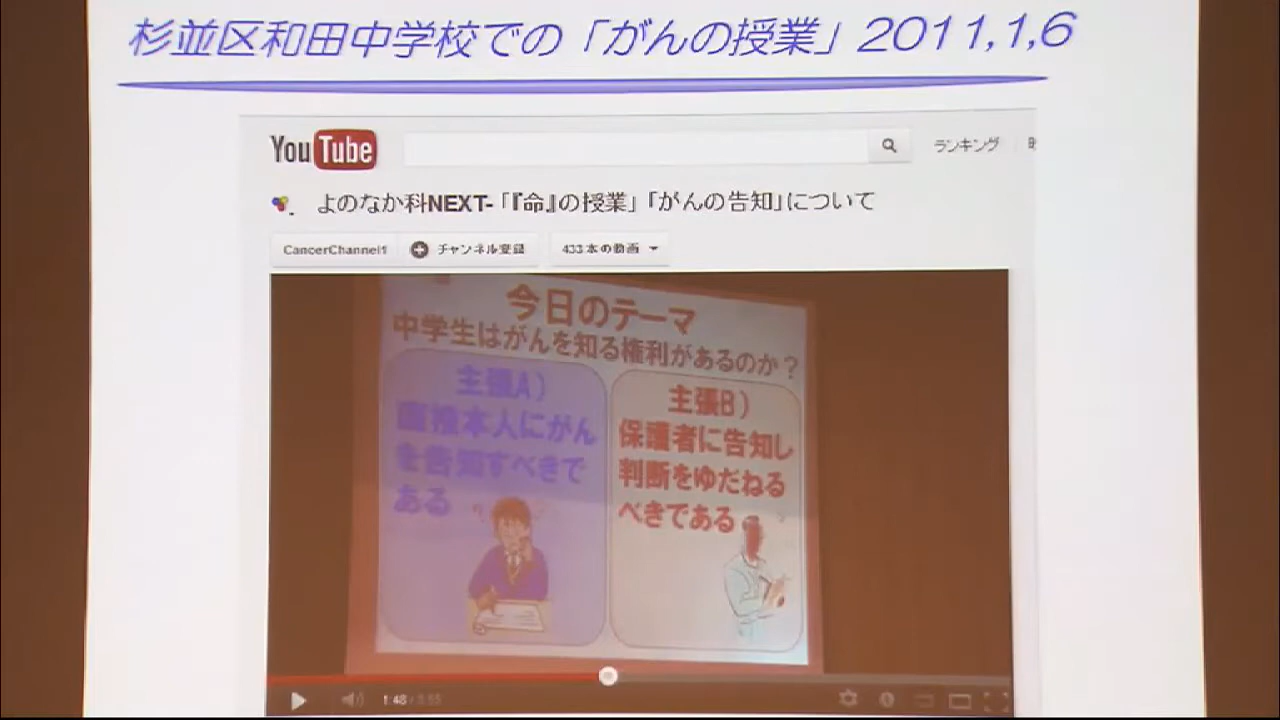 杉並区和田中学校での「がんの授業」2011,1,6
YouTube
ランキング
よのなか科NEXT-「『命』の授業」「がんの告知」について
CancerChannel1 チャンネル登録 433 本の動画
今日のテーマ
中学生はがんを知る権利があるのか？
主張A）
直接本人にがん
を告知すべきで
ある
主張B）
保護者に告知し
判断をゆだねる
べきである
1:48